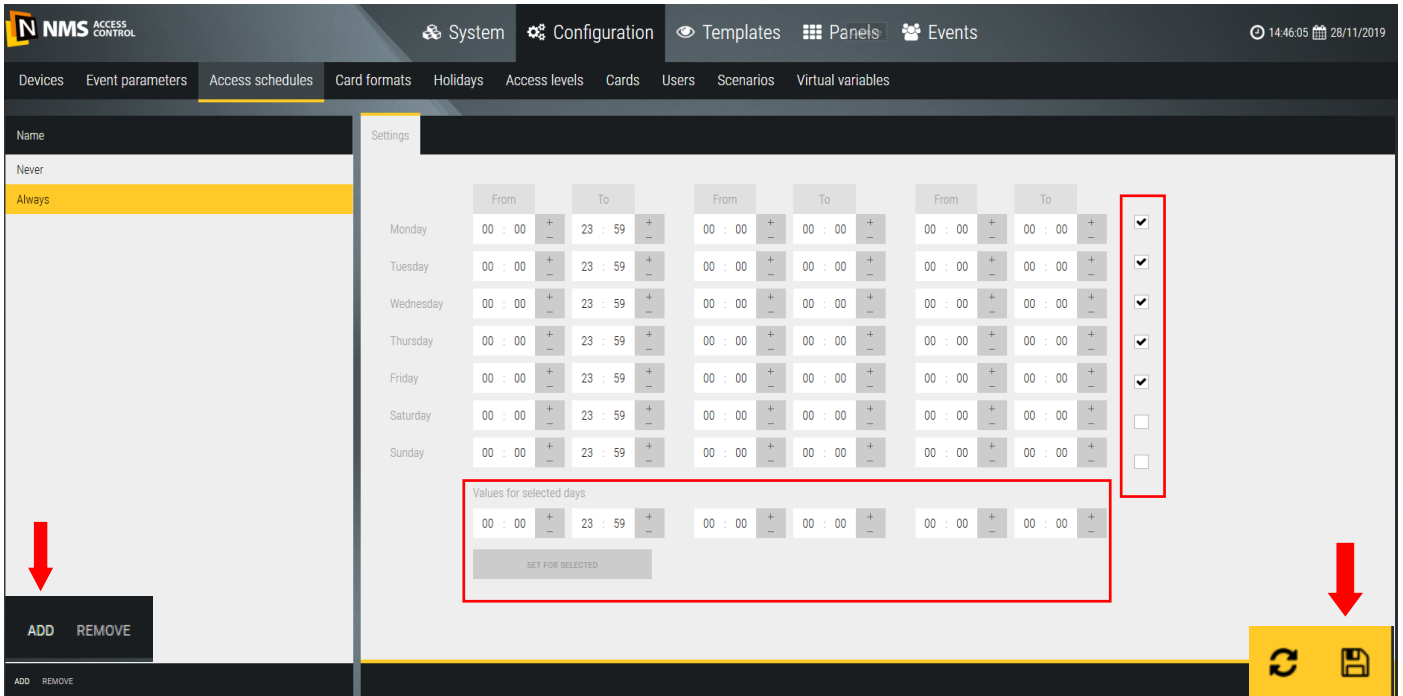 N NMS ACCESS CONTROL System Configuration Templates Panels Events 14:46:05 28/11/2019
Devices Event parameters Access schedules Card formats Holidays Access levels Cards Users Scenarios Virtual variables
Name Settings
Never
Always
From To From To From To
Monday 00 : 00 + - 23 : 59 + - 00 : 00 + - 00 : 00 + - 00 : 00 + - 00 : 00 + -
Tuesday 00 : 00 + - 23 : 59 + - 00 : 00 + - 00 : 00 + - 00 : 00 + - 00 : 00 + -
Wednesday 00 : 00 + - 23 : 59 + - 00 : 00 + - 00 : 00 + - 00 : 00 + - 00 : 00 + -
Thursday 00 : 00 + - 23 : 59 + - 00 : 00 + - 00 : 00 + - 00 : 00 + - 00 : 00 + -
Friday 00 : 00 + - 23 : 59 + - 00 : 00 + - 00 : 00 + - 00 : 00 + - 00 : 00 + -
Saturday 00 : 00 + - 23 : 59 + - 00 : 00 + - 00 : 00 + - 00 : 00 + - 00 : 00 + -
Sunday 00 : 00 + - 23 : 59 + - 00 : 00 + - 00 : 00 + - 00 : 00 + - 00 : 00 + -
Values for selected days
00 : 00 + - 23 : 59 + - 00 : 00 + - 00 : 00 + - 00 : 00 + - 00 : 00 + -
SET FOR SELECTED
ADD REMOVE
ADD REMOVE